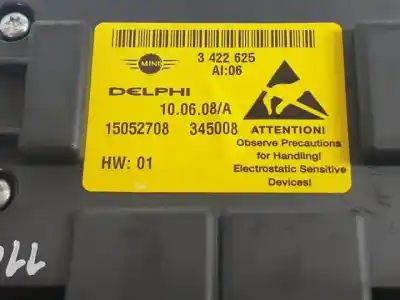 MINI
3 422 625
AI:06
DELPHI
10.06.08/A
15052708 345008
HW: 01
ATTENTION!
Observe Precautions
for Handling!
Electrostatic Sensitive
Devices!